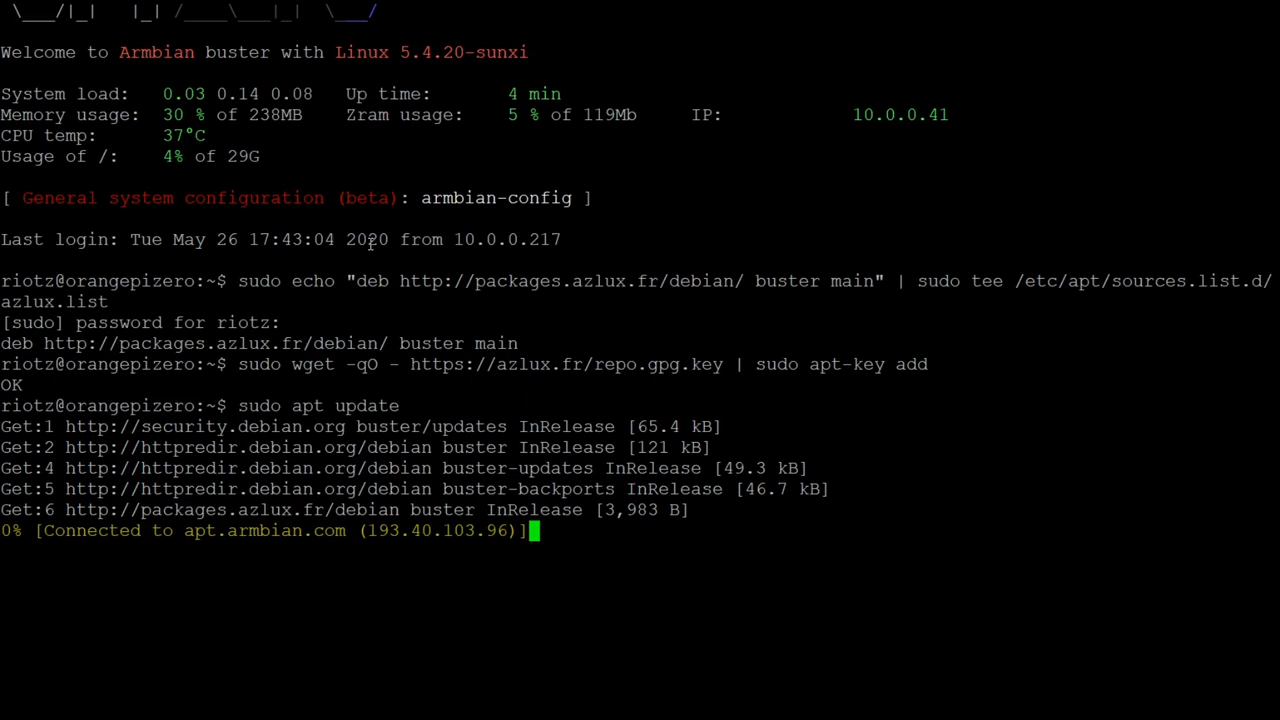 Welcome to Armbian buster with Linux 5.4.20-sunxi
System load: 0.03 0.14 0.08 Up time: 4 min
Memory usage: 30 % of 238MB Zram usage: 5 % of 119Mb IP: 10.0.0.41
CPU temp: 37°C
Usage of /: 4% of 29G
[ General system configuration (beta): armbian-config ]
Last login: Tue May 26 17:43:04 2020 from 10.0.0.217
riotz@orangepizero:~$ sudo echo "deb http://packages.azlux.fr/debian/ buster main" | sudo tee /etc/apt/sources.list.d/
azlux.list
[sudo] password for riotz:
deb http://packages.azlux.fr/debian/ buster main
riotz@orangepizero:~$ sudo wget -qO - https://azlux.fr/repo.gpg.key | sudo apt-key add
OK
riotz@orangepizero:~$ sudo apt update
Get:1 http://security.debian.org buster/updates InRelease [65.4 kB]
Get:2 http://httpredir.debian.org/debian buster InRelease [121 kB]
Get:4 http://httpredir.debian.org/debian buster-updates InRelease [49.3 kB]
Get:5 http://httpredir.debian.org/debian buster-backports InRelease [46.7 kB]
Get:6 http://packages.azlux.fr/debian buster InRelease [3,983 B]
0% [Connected to apt.armbian.com (193.40.103.96)]